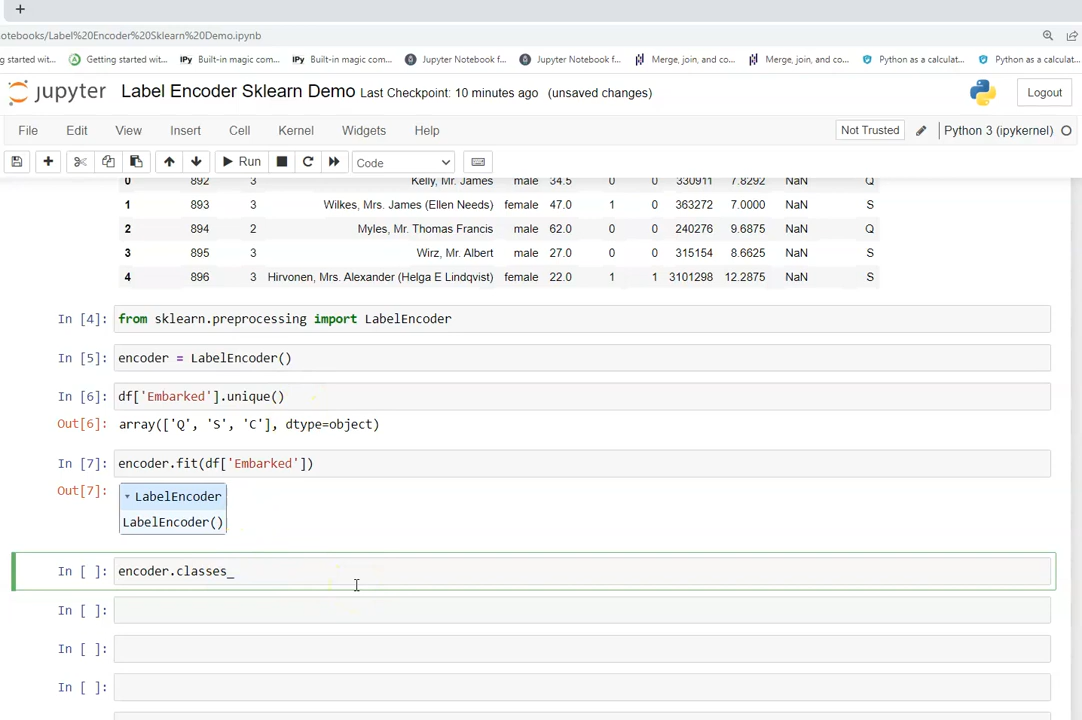 +
otebooks/Label%20Encoder%20Sklearn%20Demo.ipynb
g started wit... Getting started wit... IPy Built-in magic com... IPy Built-in magic com... Jupyter Notebook f... Jupyter Notebook f... Merge, join, and co... Merge, join, and co... Python as a calculat... Python as a calculat...
jupyter Label Encoder Sklearn Demo Last Checkpoint: 10 minutes ago (unsaved changes) Logout
File Edit View Insert Cell Kernel Widgets Help Not Trusted Python 3 (ipykernel)
Run Code
0 892 3 Kelly, Mr. James male 34.5 0 0 330911 7.8292 NaN Q
1 893 3 Wilkes, Mrs. James (Ellen Needs) female 47.0 1 0 363272 7.0000 NaN S
2 894 2 Myles, Mr. Thomas Francis male 62.0 0 0 240276 9.6875 NaN Q
3 895 3 Wirz, Mr. Albert male 27.0 0 0 315154 8.6625 NaN S
4 896 3 Hirvonen, Mrs. Alexander (Helga E Lindqvist) female 22.0 1 1 3101298 12.2875 NaN S
In [4]: from sklearn.preprocessing import LabelEncoder
In [5]: encoder = LabelEncoder()
In [6]: df['Embarked'].unique()
Out[6]: array(['Q', 'S', 'C'], dtype=object)
In [7]: encoder.fit(df['Embarked'])
Out[7]: ▾ LabelEncoder
LabelEncoder()
In [ ]: encoder.classes_
In [ ]:
In [ ]:
In [ ]: